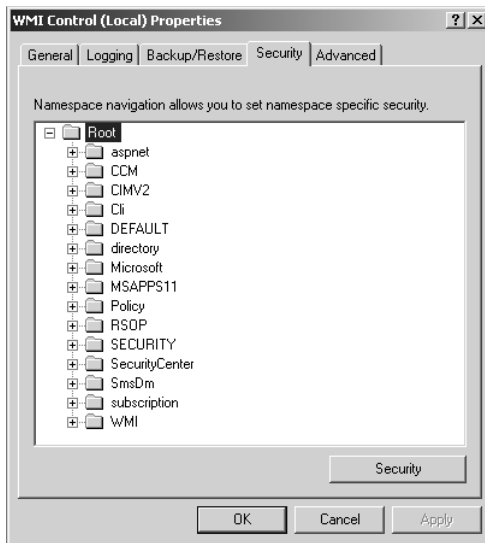 WMI Control (Local) Properties
General Logging Backup/Restore Security Advanced
Namespace navigation allows you to set namespace specific security.
Root
aspnet
CCM
CIMV2
Cli
DEFAULT
directory
Microsoft
MSAPPS11
Policy
RSOP
SECURITY
SecurityCenter
SmsDm
subscription
WMI
Security
OK Cancel Apply